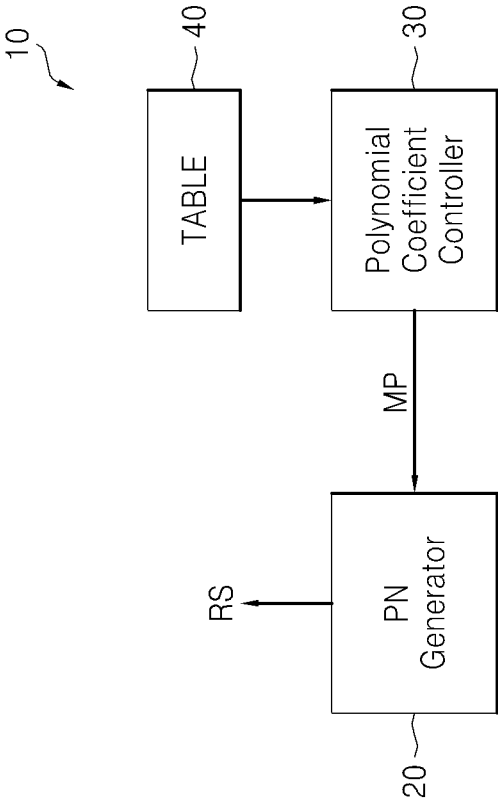 10
TABLE
40
Polynomial
Coefficient
Controller
30
MP
RS
PN
Generator
20